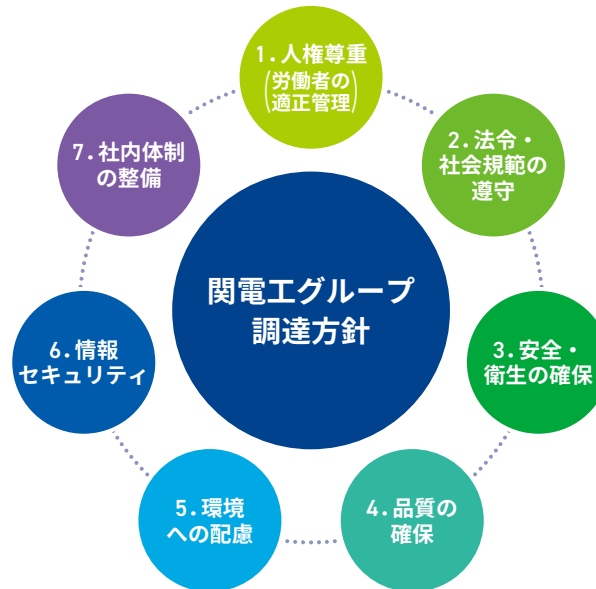 関電工グループ
調達方針
1.人権尊重
(労働者の
適正管理)
2.法令・
社会規範の
遵守
3.安全・
衛生の確保
4.品質の
確保
5.環境
への配慮
6.情報
セキュリティ
7.社内体制
の整備